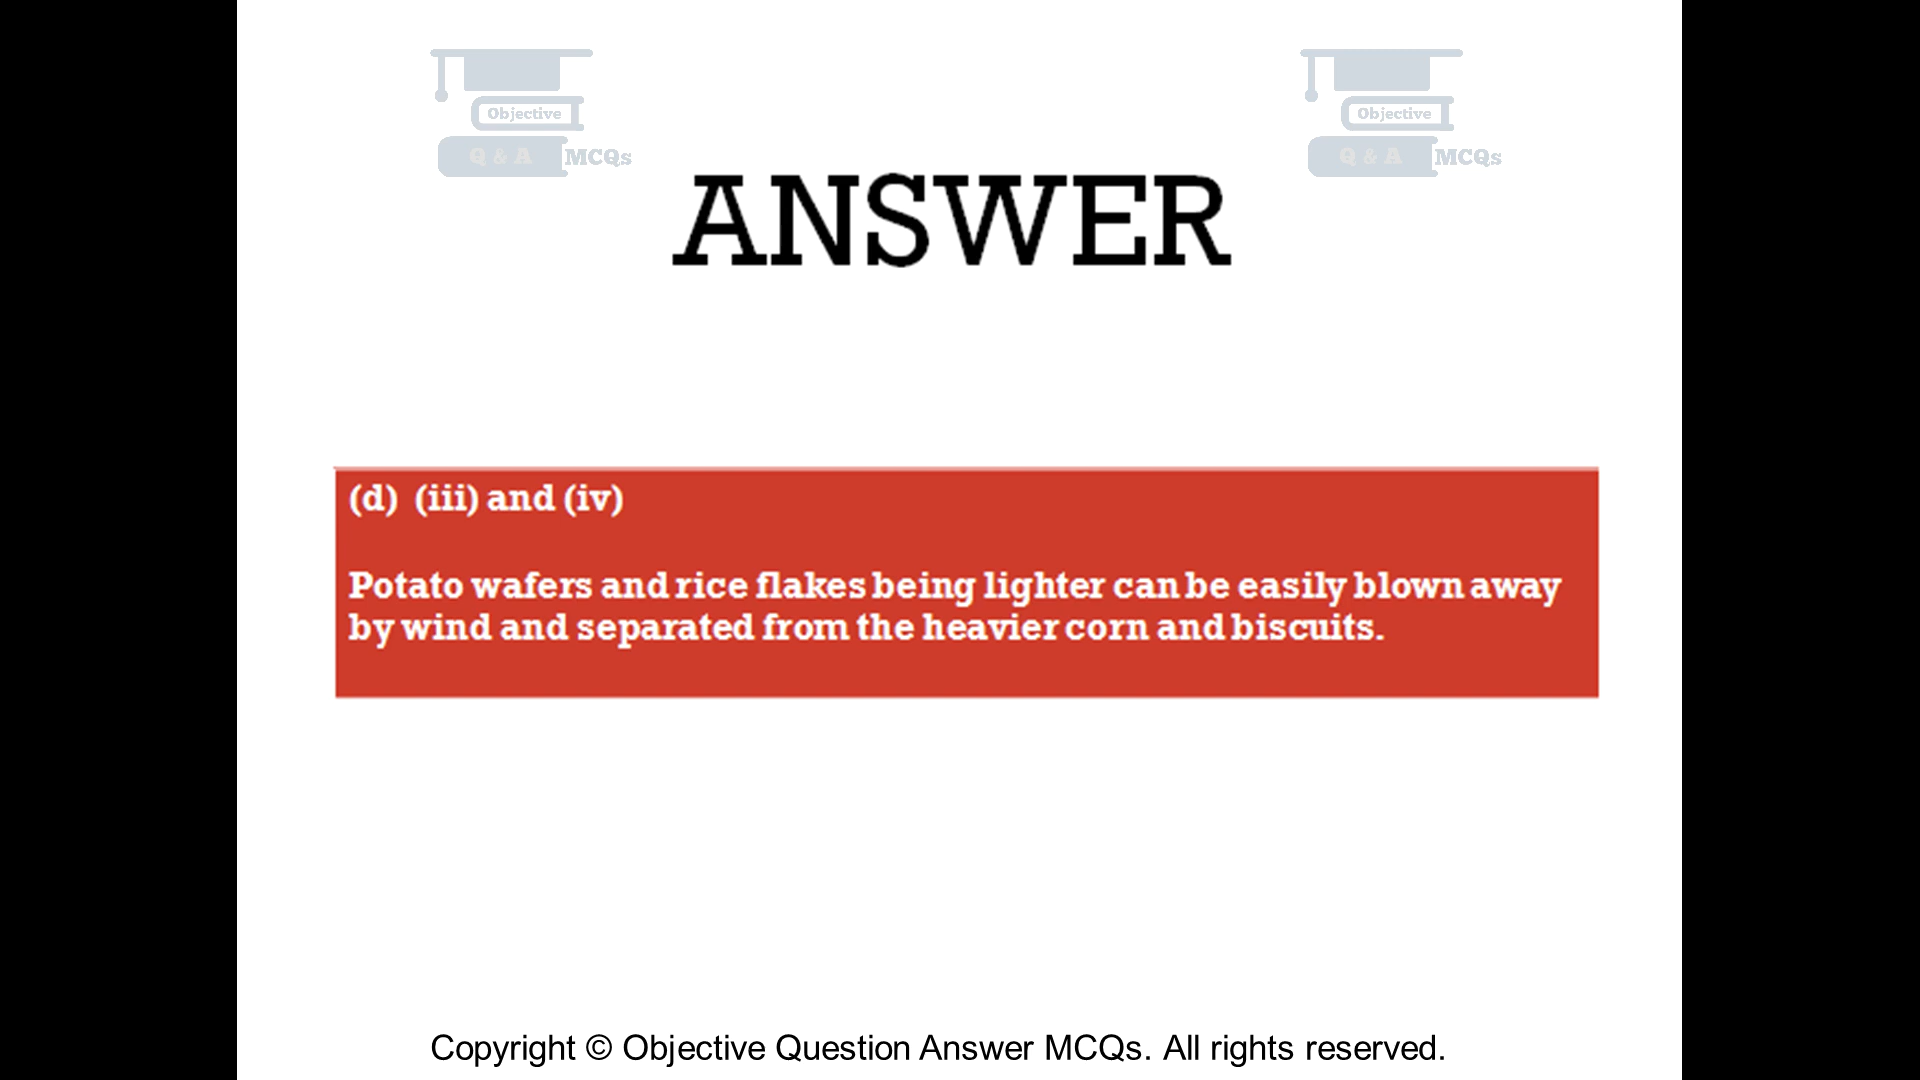 Objective
Q & A MCQs
Objective
Q & A MCQs
ANSWER
(d) (iii) and (iv)
Potato wafers and rice flakes being lighter can be easily blown away
by wind and separated from the heavier corn and biscuits.
Copyright © Objective Question Answer MCQs. All rights reserved.